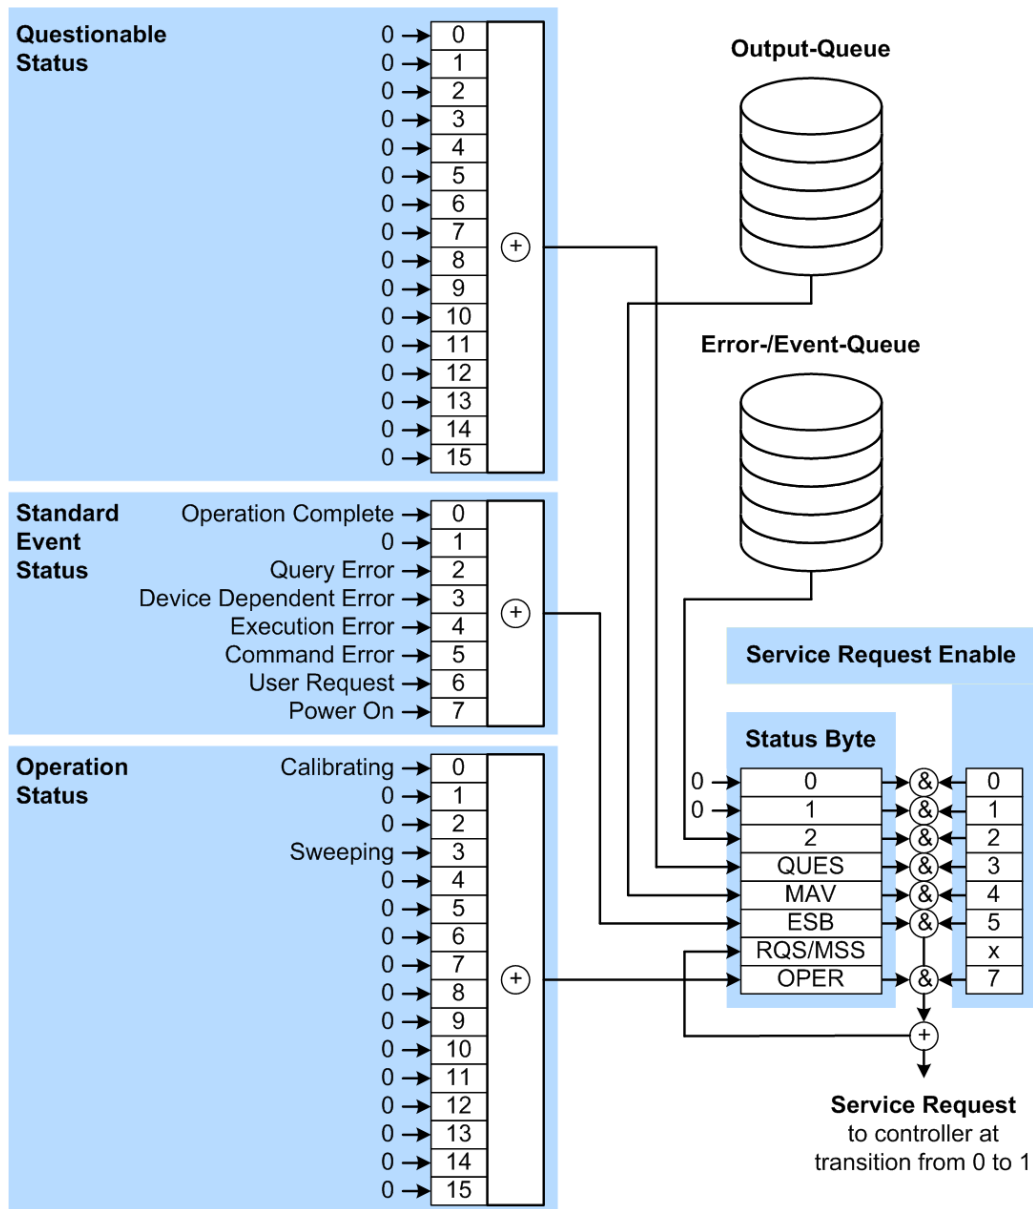 Questionable
Status
0 0
0 1
0 2
0 3
0 4
0 5
0 6
0 7
0 8
0 9
0 10
0 11
0 12
0 13
0 14
0 15
+
Output-Queue
Error-/Event-Queue
Standard
Event
Status
Operation Complete 0
0 1
Query Error 2
Device Dependent Error 3
Execution Error 4
Command Error 5
User Request 6
Power On 7
+
Operation
Status
Calibrating 0
0 1
0 2
Sweeping 3
0 4
0 5
0 6
0 7
0 8
0 9
0 10
0 11
0 12
0 13
0 14
0 15
+
Service Request Enable
Status Byte
0 0 & 0
0 1 & 1
2 & 2
QUES & 3
MAV & 4
ESB & 5
RQS/MSS x
OPER & 7
+
Service Request
to controller at
transition from 0 to 1